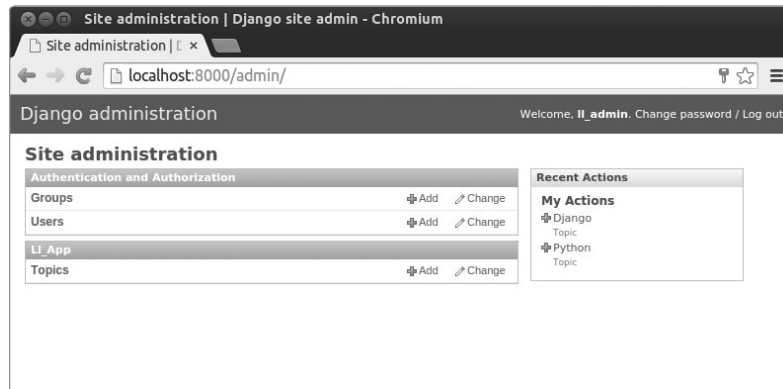 Site administration | Django site admin - Chromium
Site administration | D
localhost:8000/admin/
Django administration
Welcome, ll_admin. Change password / Log out
Site administration
Authentication and Authorization
Groups Add Change
Users Add Change
Ll_App
Topics Add Change
Recent Actions
My Actions
Django
Topic
Python
Topic